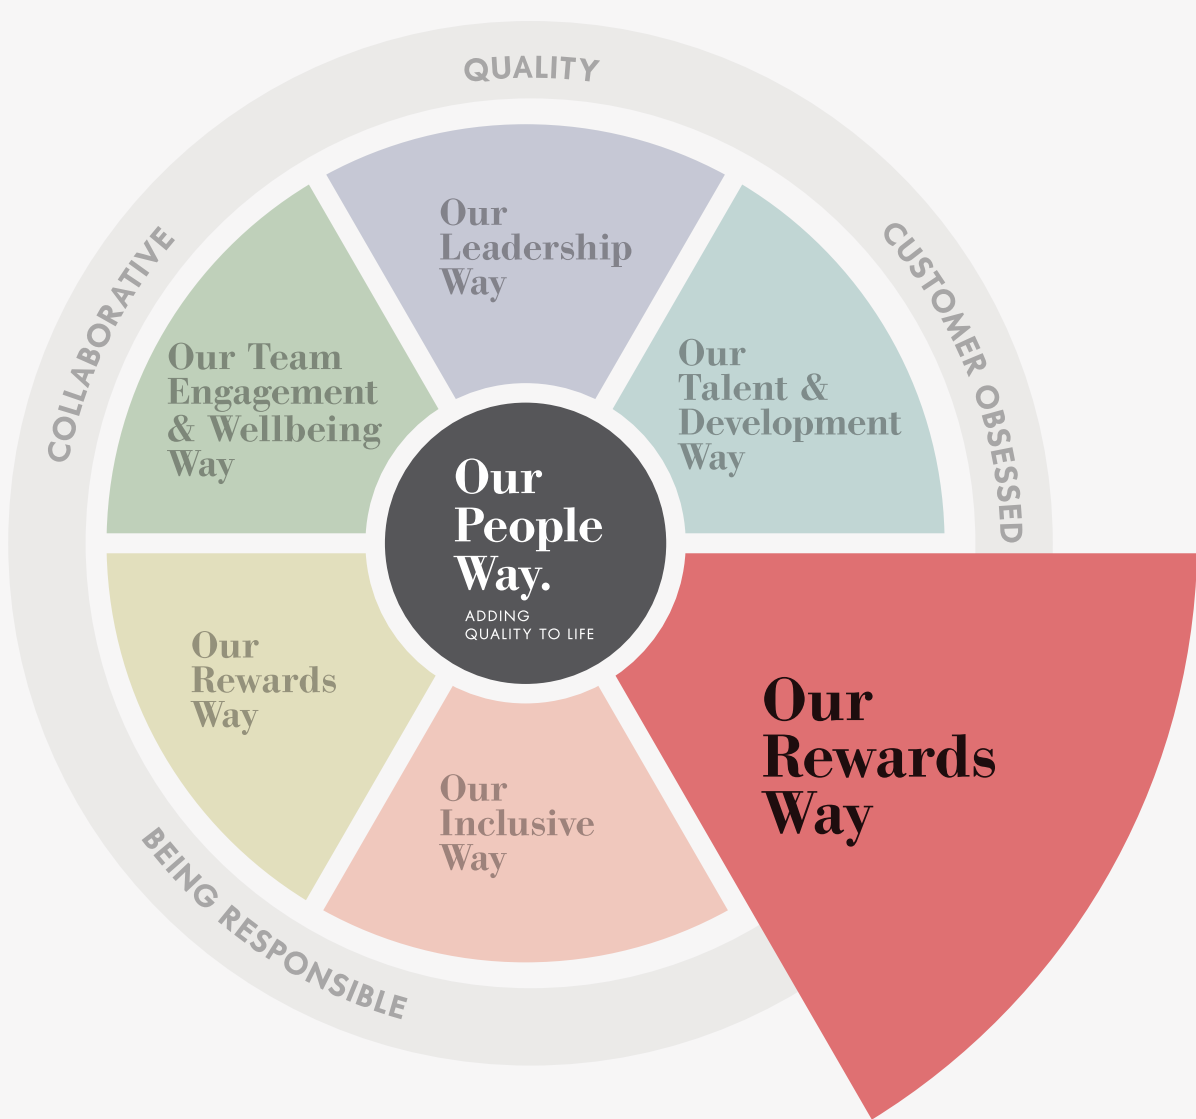 QUALITY
COLLABORATIVE
CUSTOMER OBSESSED
Our
Leadership
Way
Our Team
Engagement
& Wellbeing
Way
Our
Talent &
Development
Way
Our
People
Way.
ADDING
QUALITY TO LIFE
Our
Rewards
Way
Our
Rewards
Way
Our
Inclusive
Way
BEING RESPONSIBLE